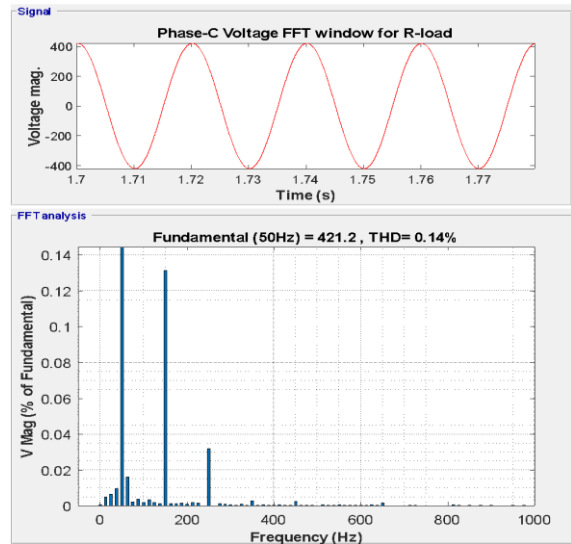 Signal
Phase-C Voltage FFT window for R-load
Voltage mag.
400
200
0
-200
-400
1.7 1.71 1.72 1.73 1.74 1.75 1.76 1.77
Time (s)
FFT analysis
Fundamental (50Hz) = 421.2 , THD= 0.14%
V Mag (% of Fundamental)
0.14
0.12
0.1
0.08
0.06
0.04
0.02
0
0 200 400 600 800 1000
Frequency (Hz)